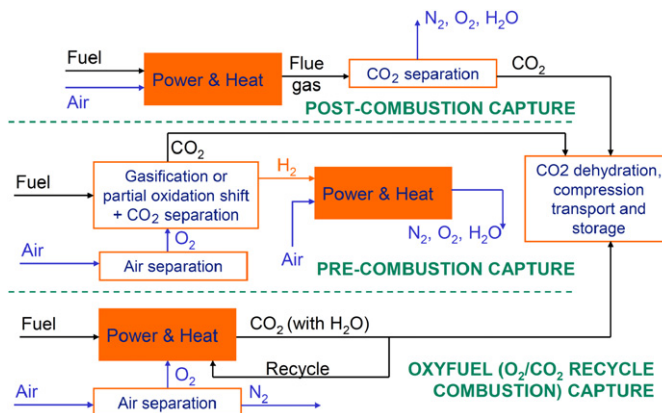 N₂, O₂, H₂O
Fuel
Air
Power & Heat
Flue
gas
CO₂ separation
CO₂
POST-COMBUSTION CAPTURE
CO₂
Fuel
Gasification or
partial oxidation shift
+ CO₂ separation
H₂
Power & Heat
CO2 dehydration,
compression
transport and
storage
O₂
Air
Air separation
Air
N₂, O₂, H₂O
PRE-COMBUSTION CAPTURE
Fuel
Power & Heat
CO₂ (with H₂O)
Recycle
O₂
Air
Air separation
N₂
OXYFUEL (O₂/CO₂ RECYCLE
COMBUSTION) CAPTURE